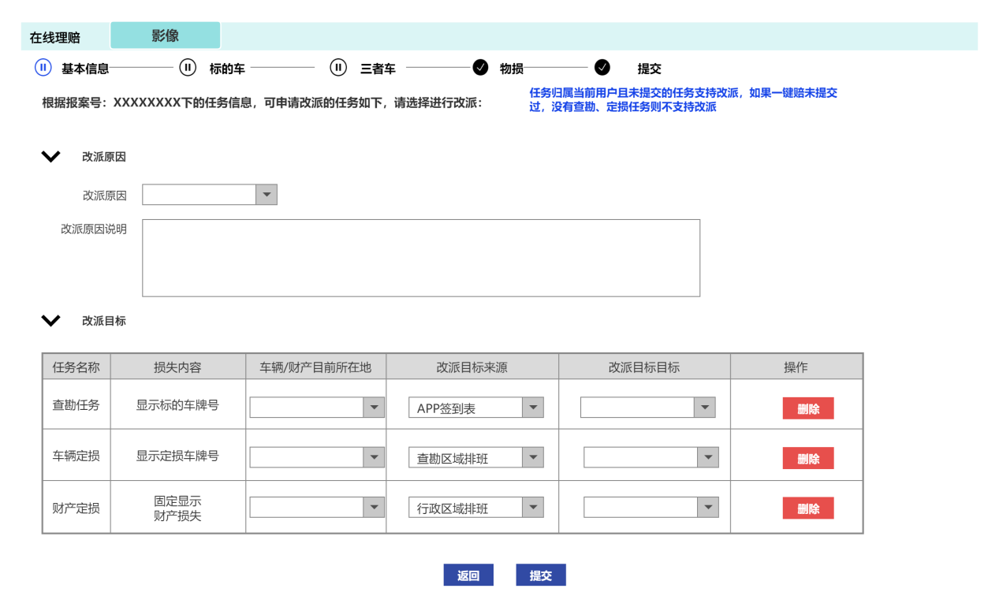 在线理赔 影像
基本信息 标的车 三者车 物损 提交
根据报案号：XXXXXXXX下的任务信息，可申请改派的任务如下，请选择进行改派：
任务归属当前用户且未提交的任务支持改派，如果一键赔未提交
过，没有查勘、定损任务则不支持改派
改派原因
改派原因
改派原因说明
改派目标
任务名称 损失内容 车辆/财产目前所在地 改派目标来源 改派目标目标 操作
查勘任务 显示标的车牌号 APP签到表 删除
车辆定损 显示定损车牌号 查勘区域排班 删除
财产定损 固定显示
财产损失 行政区域排班 删除
返回 提交